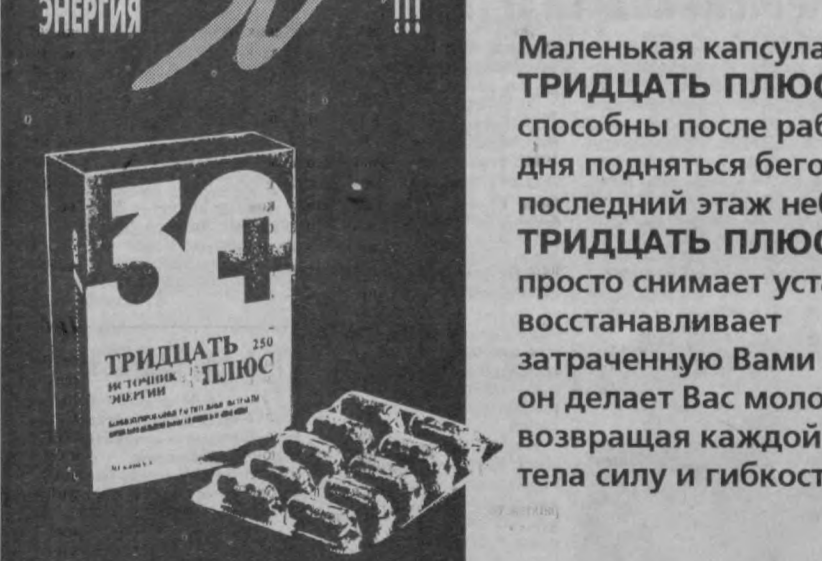 ЭНЕРГИЯ
!!!
30+
ТРИДЦАТЬ 250
ИСТОЧНИК ПЛЮС
ЭНЕРГИИ
Маленькая капсула
ТРИДЦАТЬ ПЛЮС
способны после раб
дня подняться бего
последний этаж неб
ТРИДЦАТЬ ПЛЮС
просто снимает уста
восстанавливает
затраченную Вами
он делает Вас моло
возвращая каждой
тела силу и гибкост